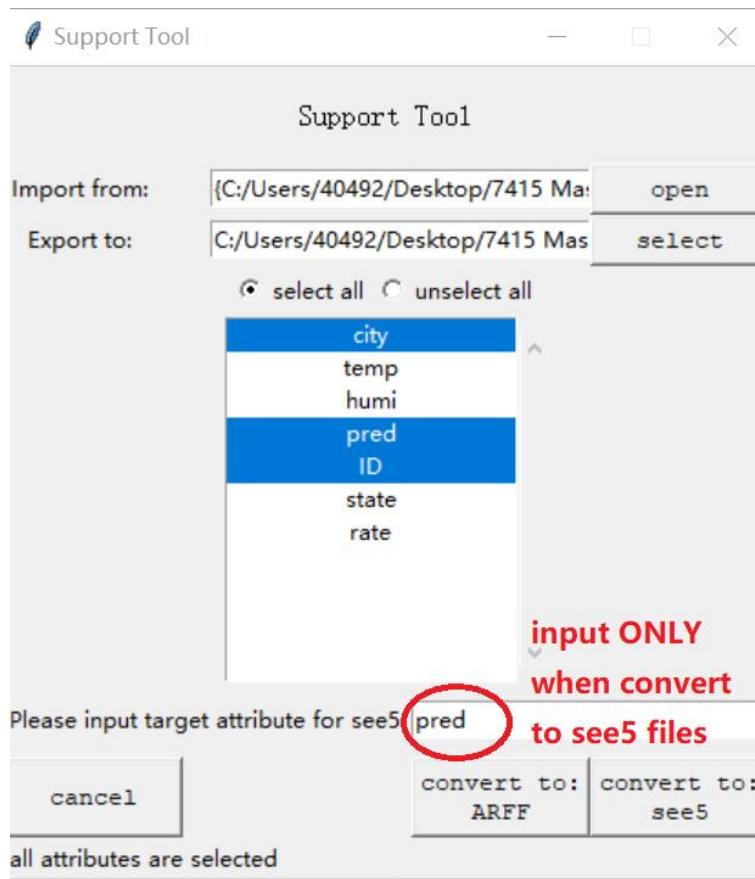 Support Tool
Support Tool
Import from: {C:/Users/40492/Desktop/7415 Ma: open
Export to: C:/Users/40492/Desktop/7415 Mas select
select all unselect all
city
temp
humi
pred
ID
state
rate
input ONLY
when convert
to see5 files
Please input target attribute for see5: pred
cancel
convert to: ARFF
convert to: see5
all attributes are selected